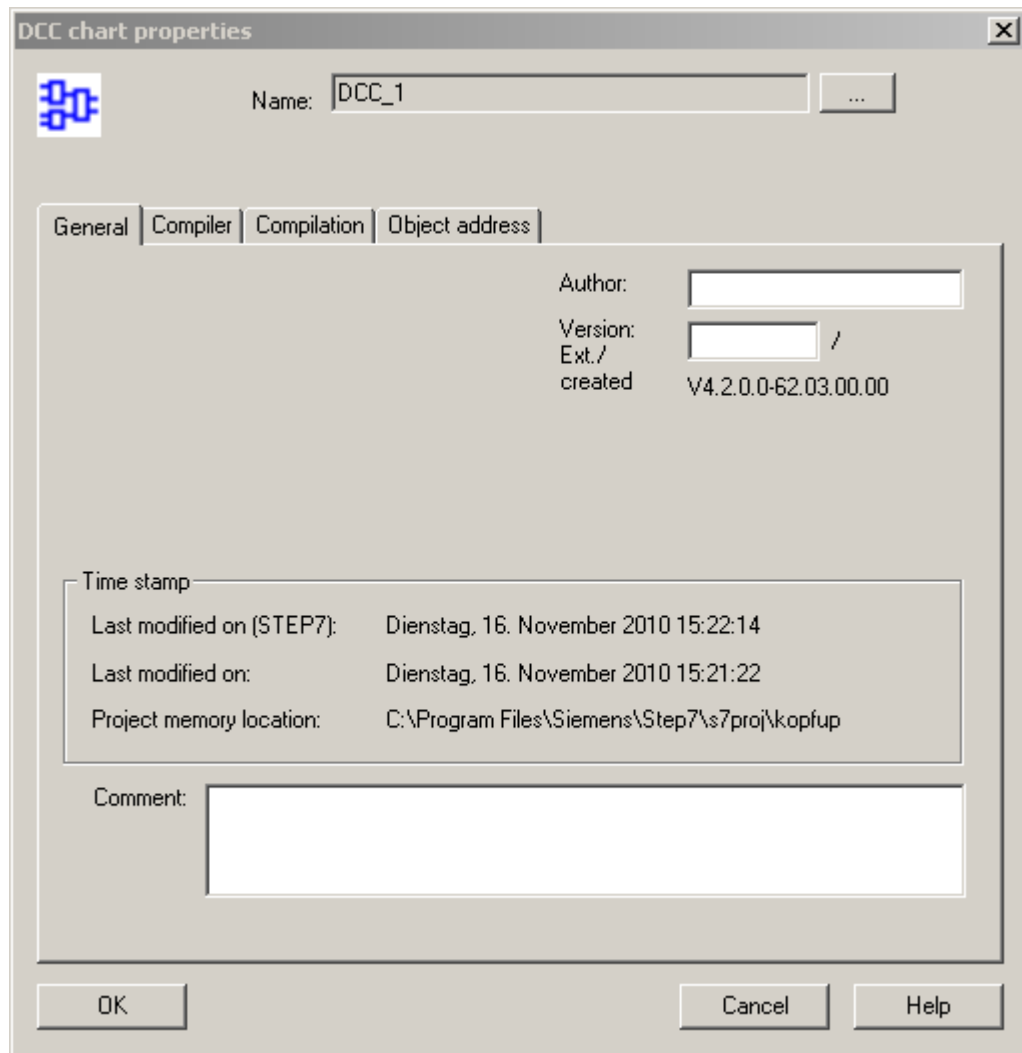 DCC chart properties
Name: DCC_1 ...
General Compiler Compilation Object address
Author:
Version: /
Ext./
created V4.2.0.0-62.03.00.00
Time stamp
Last modified on (STEP7): Dienstag, 16. November 2010 15:22:14
Last modified on: Dienstag, 16. November 2010 15:21:22
Project memory location: C:\Program Files\Siemens\Step7\s7proj\kopfup
Comment:
OK Cancel Help